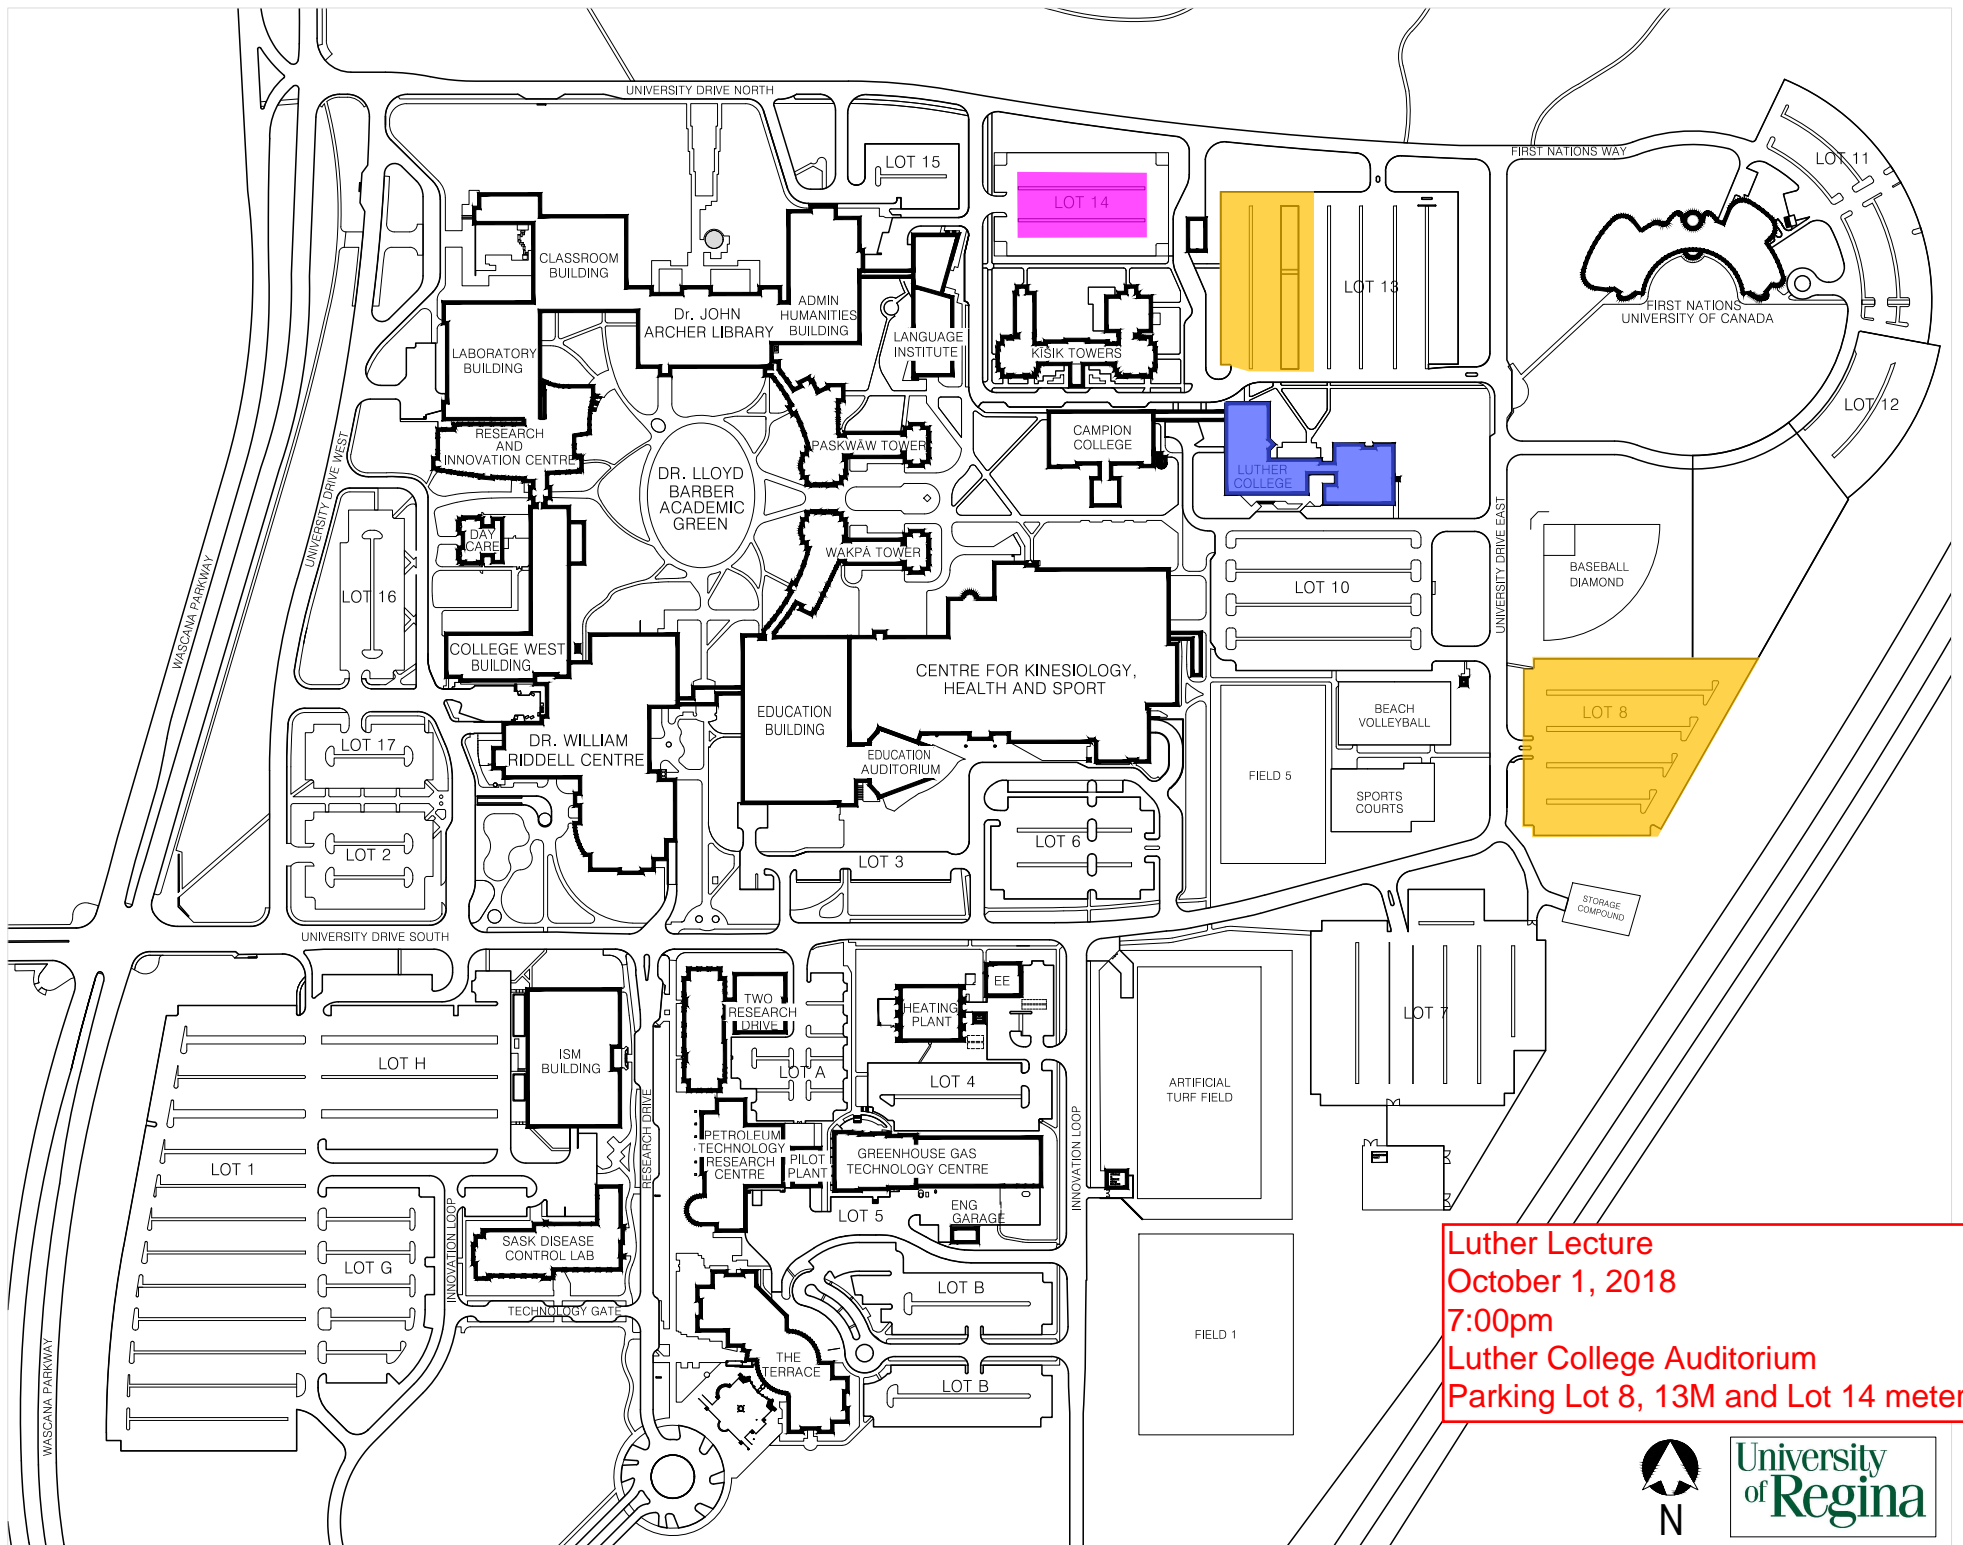 UNIVERSITY DRIVE NORTH
FIRST NATIONS WAY
LOT 11
LOT 15
LOT 14
CLASSROOM
BUILDING
LOT 13
FIRST NATIONS
UNIVERSITY OF CANADA
ADMIN
HUMANITIES
BUILDING
Dr. JOHN
ARCHER LIBRARY
LANGUAGE
INSTITUTE
KĪSIK TOWERS
LABORATORY
BUILDING
LOT 12
RESEARCH
AND
INNOVATION CENTRE
PASKWĀW TOWER
CAMPION
COLLEGE
LUTHER
COLLEGE
DR. LLOYD
BARBER
ACADEMIC
GREEN
UNIVERSITY DRIVE WEST
UNIVERSITY DRIVE EAST
DAY
CARE
WAKPĀ TOWER
BASEBALL
DIAMOND
LOT 10
LOT 16
WASCANA PARKWAY
COLLEGE WEST
BUILDING
CENTRE FOR KINESIOLOGY,
HEALTH AND SPORT
EDUCATION
BUILDING
BEACH
VOLLEYBALL
LOT 8
LOT 17
DR. WILLIAM
RIDDELL CENTRE
EDUCATION
AUDITORIUM
FIELD 5
SPORTS
COURTS
LOT 2
LOT 3
LOT 6
STORAGE
COMPOUND
UNIVERSITY DRIVE SOUTH
EE
TWO
RESEARCH
DRIVE
HEATING
PLANT
LOT 7
ISM
BUILDING
LOT H
LOT A
LOT 4
ARTIFICIAL
TURF FIELD
RESEARCH DRIVE
INNOVATION LOOP
PETROLEUM
TECHNOLOGY
RESEARCH
CENTRE
PILOT
PLANT
GREENHOUSE GAS
TECHNOLOGY CENTRE
LOT 1
LOT 5
ENG
GARAGE
INNOVATION LOOP
SASK DISEASE
CONTROL LAB
LOT G
LOT B
TECHNOLOGY GATE
FIELD 1
THE
TERRACE
LOT B
WASCANA PARKWAY
Luther Lecture
October 1, 2018
7:00pm
Luther College Auditorium
Parking Lot 8, 13M and Lot 14 meter
N
University
of Regina